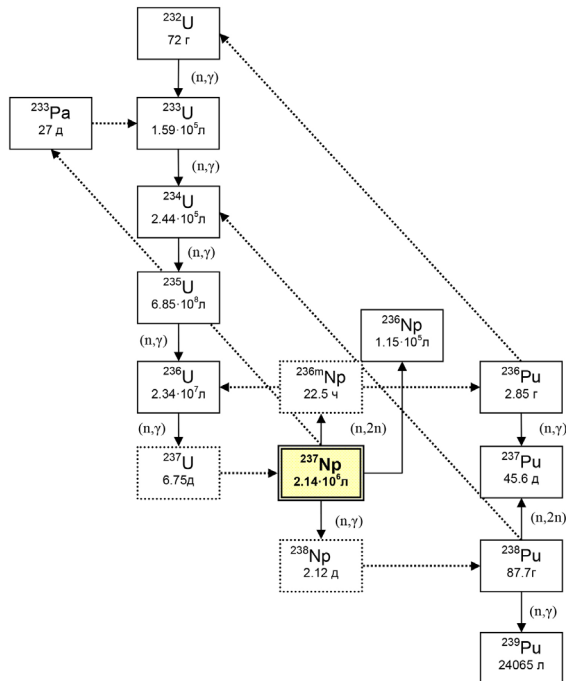 ²³²U
72 г
(n,γ)
²³³Pa
27 д
²³³U
1.59·10⁵л
(n,γ)
²³⁴U
2.44·10⁵л
(n,γ)
²³⁵U
6.85·10⁸л
(n,γ)
²³⁶Np
1.15·10⁵л
²³⁶U
2.34·10⁷л
²³⁶ᵐNp
22.5 ч
²³⁶Pu
2.85 г
(n,γ)
(n,2n)
(n,γ)
²³⁷U
6.75д
²³⁷Np
2.14·10⁶л
²³⁷Pu
45.6 д
(n,γ)
(n,2n)
²³⁸Np
2.12 д
²³⁸Pu
87.7г
(n,γ)
²³⁹Pu
24065 л